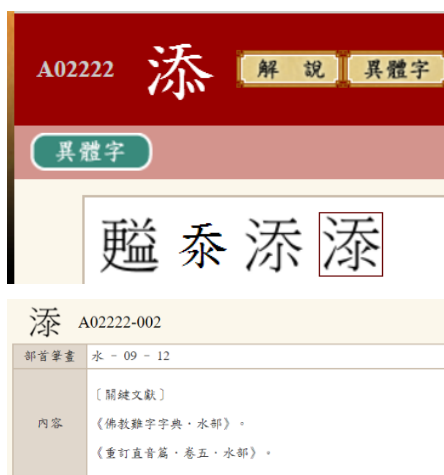 A02222 添 解 說 異體字
異體字
添
A02222-002
部首筆畫 水 - 09 - 12
內容
〔關鍵文獻〕
《佛教難字字典·水部》。
《重訂直音篇·卷五·水部》。